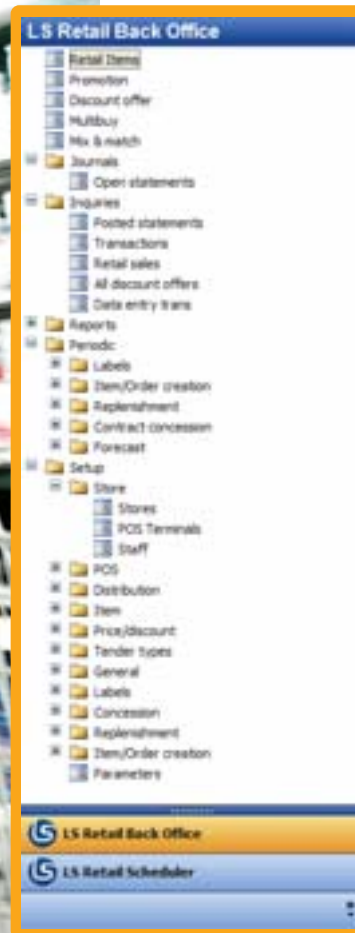 LS Retail Back Office
Retail Items
Promotion
Discount offer
Multibuy
Mix & match
Journals
Open statements
Inquiries
Posted statements
Transactions
Retail sales
All discount offers
Data entry trans
Reports
Periodic
Labels
Item/Order creation
Replenishment
Contract concession
Forecast
Setup
Store
Stores
POS Terminals
Staff
POS
Distribution
Item
Price/discount
Tender types
General
Labels
Concession
Replenishment
Item/Order creation
Parameters
LS Retail Back Office
LS Retail Scheduler